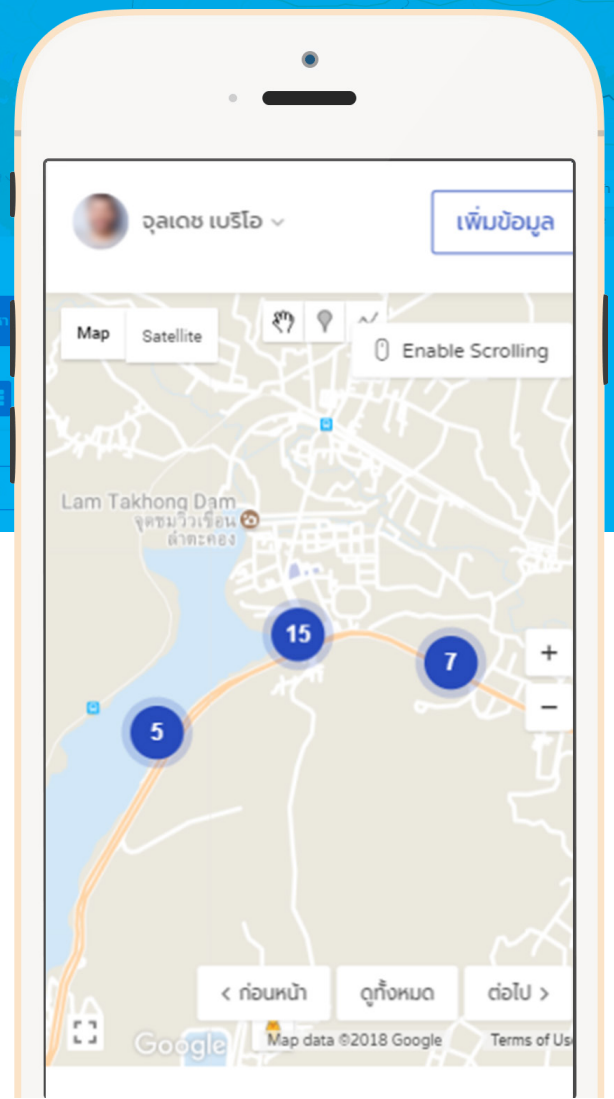 จุลเดช เบริโอ
เพิ่มข้อมูล
Map
Satellite
Enable Scrolling
Lam Takhong Dam
จุดชมวิวเขื่อน
ลำตะคอง
15
7
5
+
−
< ก่อนหน้า
ดูทั้งหมด
ต่อไป >
Google
Map data ©2018 Google
Terms of Us